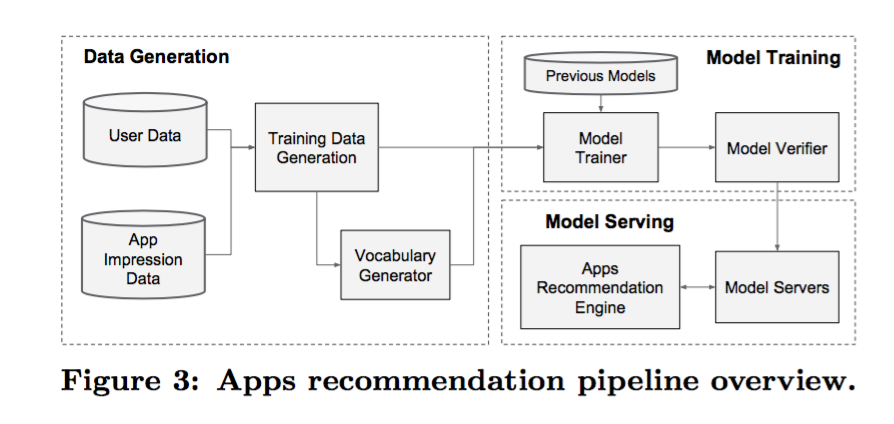 Data Generation
User Data
App
Impression
Data
Training Data
Generation
Vocabulary
Generator
Model Training
Previous Models
Model
Trainer
Model Verifier
Model Serving
Apps
Recommendation
Engine
Model Servers
Figure 3: Apps recommendation pipeline overview.